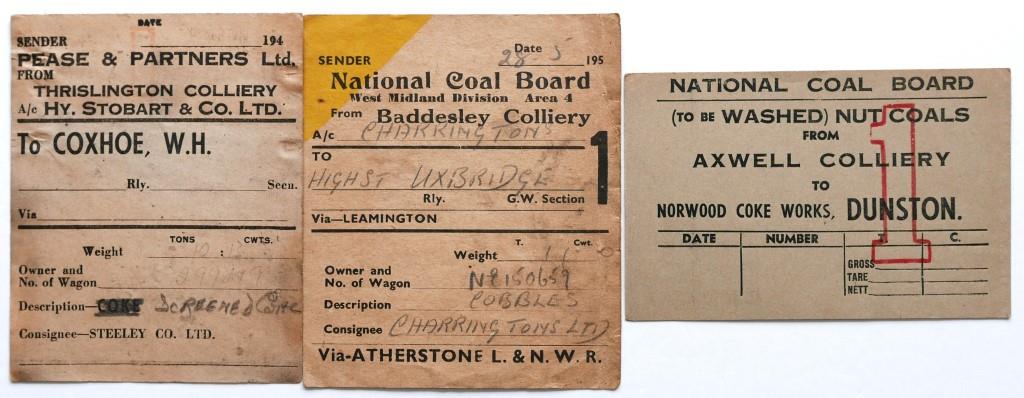 DATE
SENDER 194
PEASE & PARTNERS Ltd.
FROM
THRISLINGTON COLLIERY
A/c HY. STOBART & CO. LTD.
To COXHOE, W.H.
Rly. Secn.
Via
TONS CWTS.
Weight :
Owner and
No. of Wagon
Description—COKE SCREENED
Consignee—STEELEY CO. LTD.
Date
SENDER 28-5 195
National Coal Board
West Midland Division Area 4
From Baddesley Colliery
A/c CHARRINGTONS
TO
HIGH ST UXBRIDGE
Rly. G.W. Section
1
Via—LEAMINGTON
T. Cwt.
Weight
Owner and
No. of Wagon
Description COBBLES
Consignee CHARRINGTONS LTD
Via-ATHERSTONE L. & N. W. R.
NATIONAL COAL BOARD
(TO BE WASHED) NUT COALS
FROM
AXWELL COLLIERY
TO
NORWOOD COKE WORKS, DUNSTON.
1
DATE NUMBER T. C.
GROSS
TARE
NETT